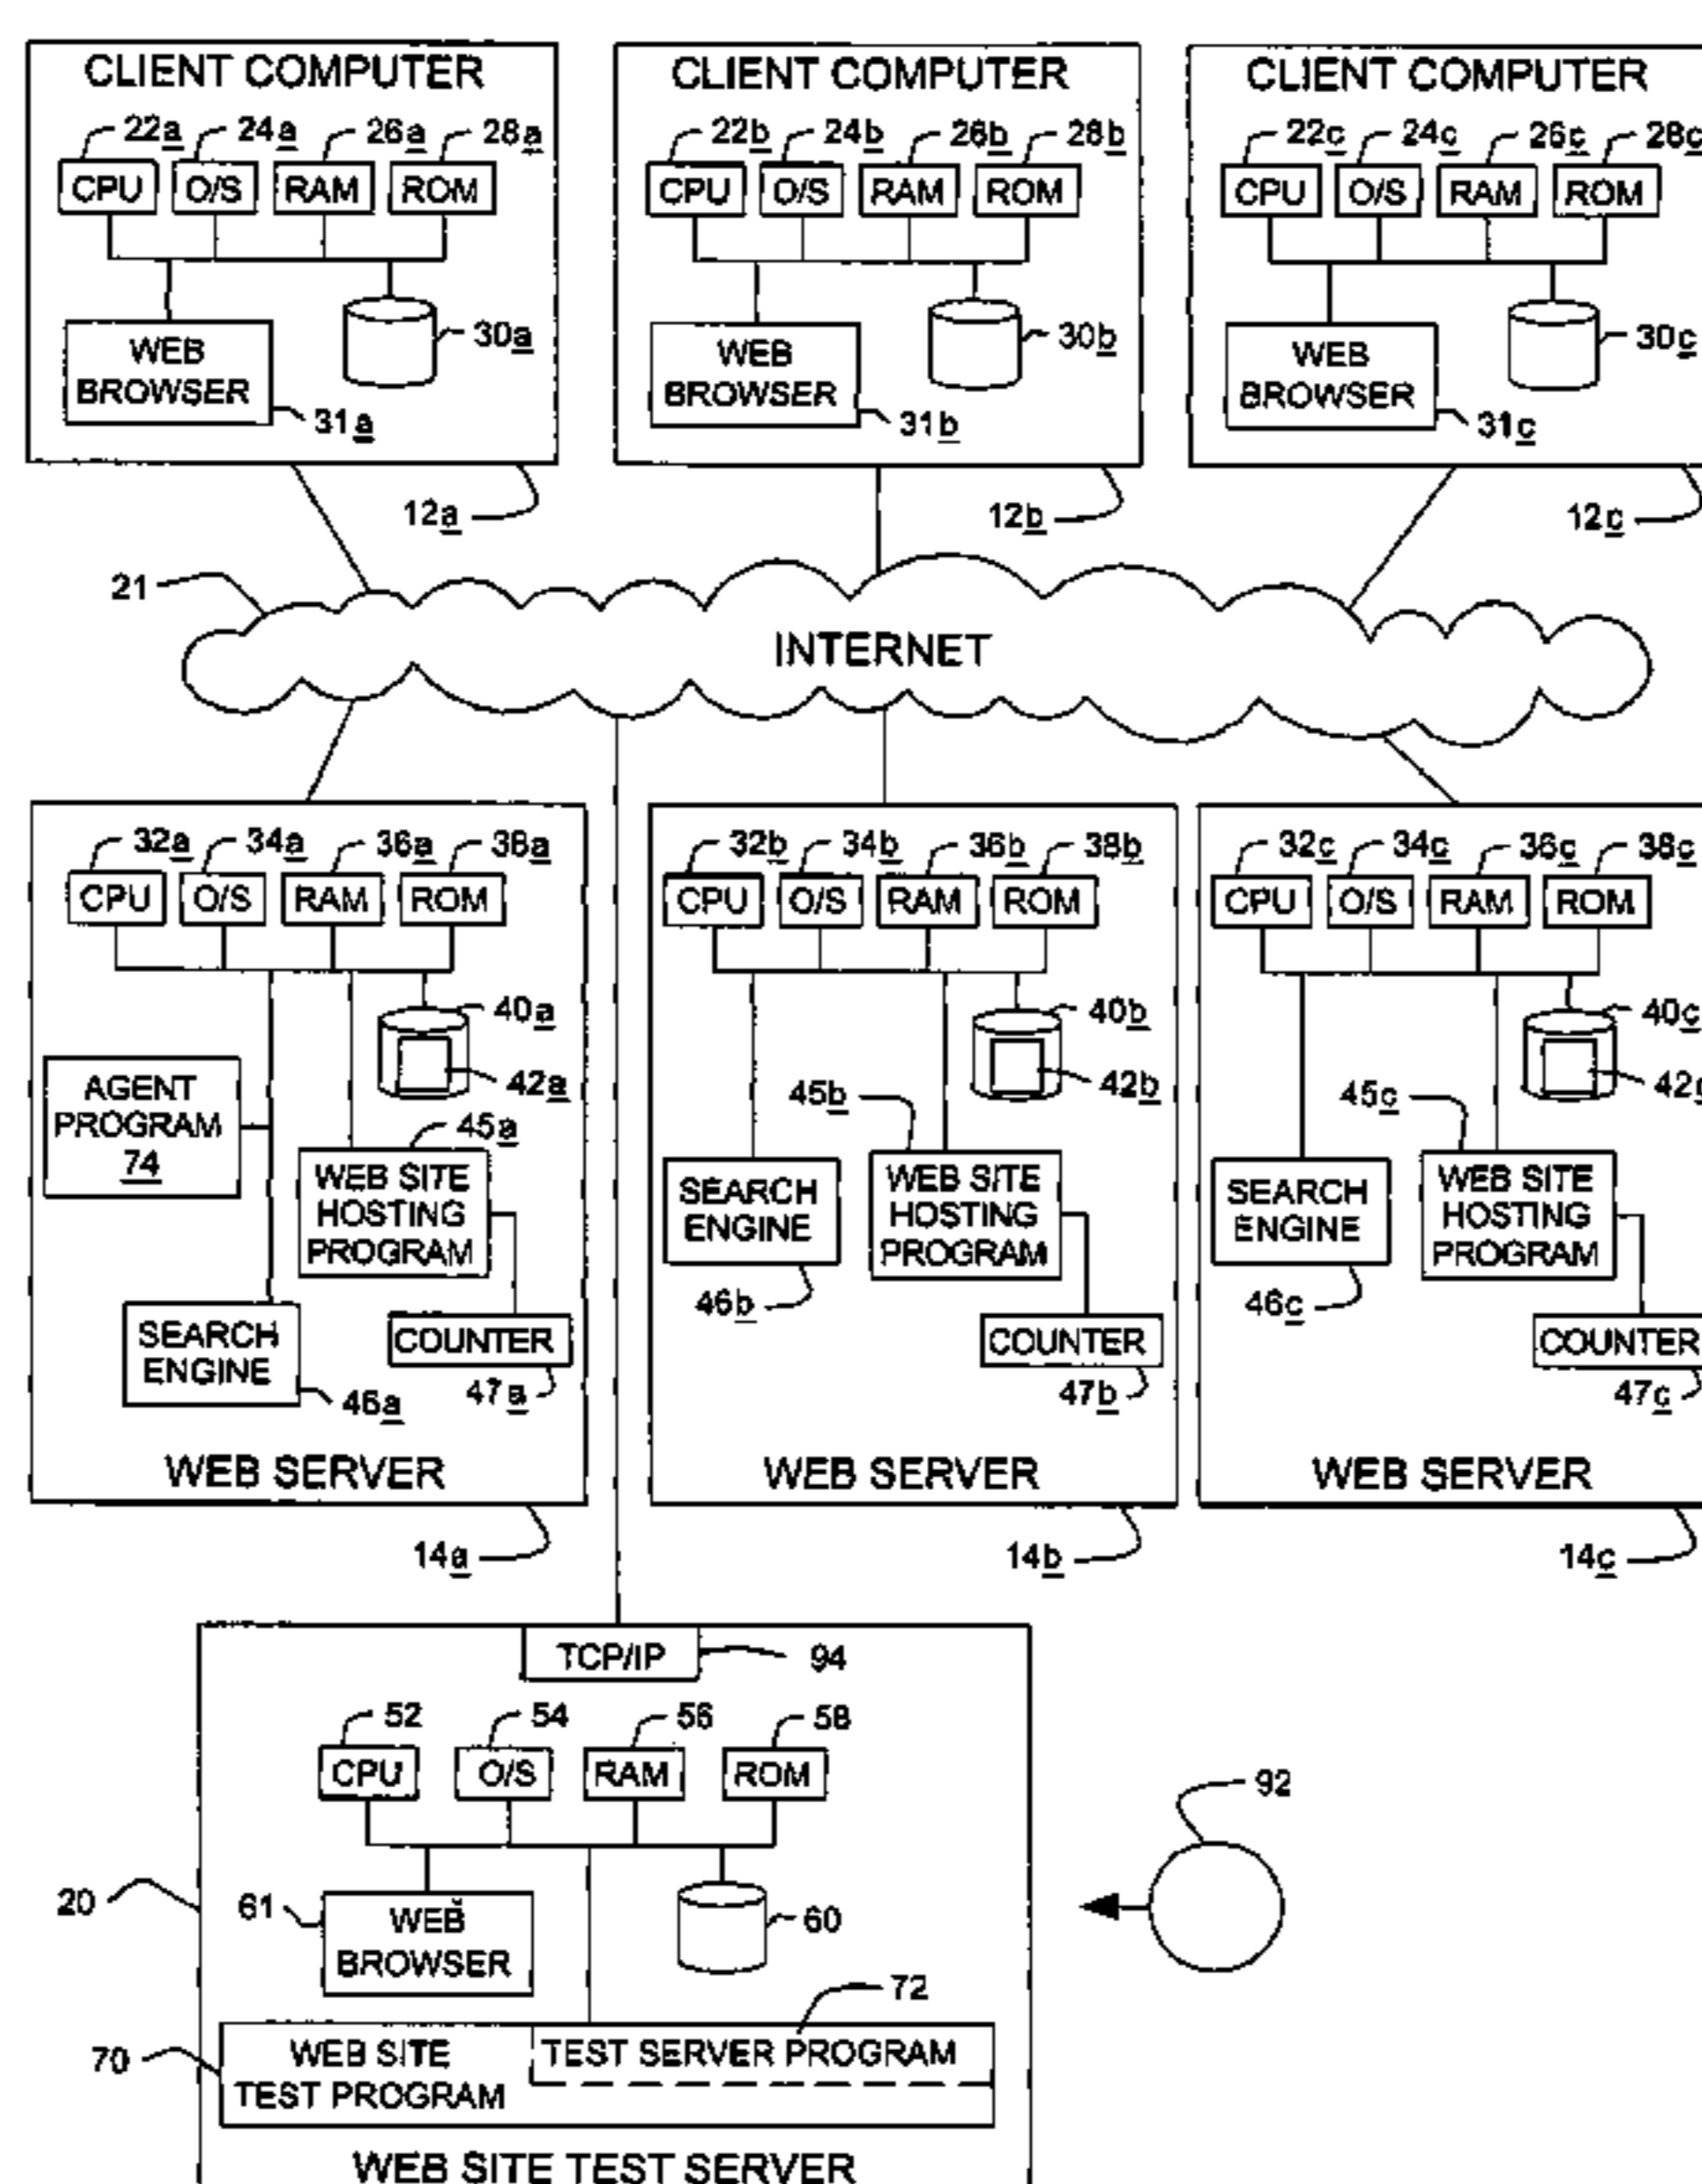 CLIENT COMPUTER
22a 24a 26a 28a
CPU O/S RAM ROM
WEB
BROWSER
30a
31a
12a
CLIENT COMPUTER
22b 24b 26b 28b
CPU O/S RAM ROM
WEB
BROWSER
30b
31b
12b
CLIENT COMPUTER
22c 24c 26c 28c
CPU O/S RAM ROM
WEB
BROWSER
30c
31c
12c
21
INTERNET
32a 34a 36a 38a
CPU O/S RAM ROM
40a
42a
AGENT
PROGRAM
74
45a
WEB SITE
HOSTING
PROGRAM
SEARCH
ENGINE
46a
COUNTER
47a
WEB SERVER
14a
32b 34b 36b 38b
CPU O/S RAM ROM
40b
42b
45b
SEARCH
ENGINE
46b
WEB SITE
HOSTING
PROGRAM
COUNTER
47b
WEB SERVER
14b
32c 34c 36c 38c
CPU O/S RAM ROM
40c
42c
45c
SEARCH
ENGINE
46c
WEB SITE
HOSTING
PROGRAM
COUNTER
47c
WEB SERVER
14c
TCP/IP
94
52 54 56 58
CPU O/S RAM ROM
92
20
61
WEB
BROWSER
60
72
70
WEB SITE
TEST PROGRAM
TEST SERVER PROGRAM
WEB SITE TEST SERVER